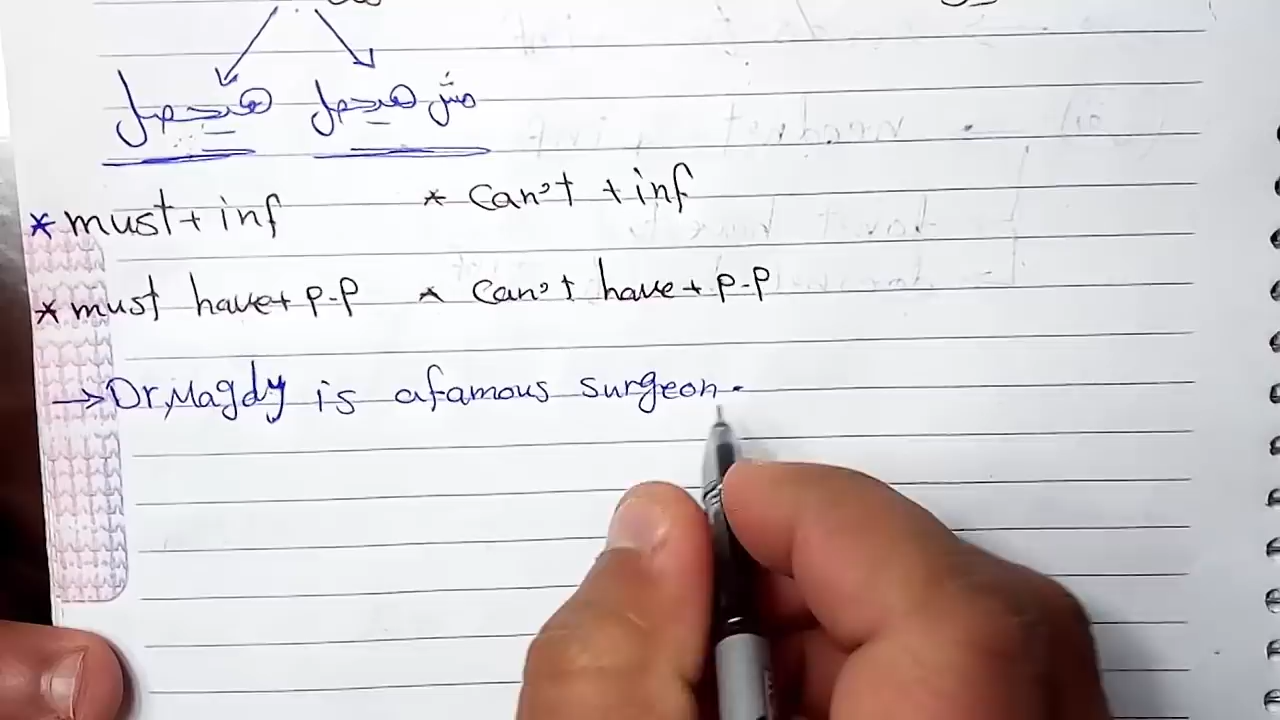 هيحصل مش هيحصل
* must + inf * can't + inf
* must have + p.p * can't have + p.p
→ Dr, Magdy is a famous surgeon.